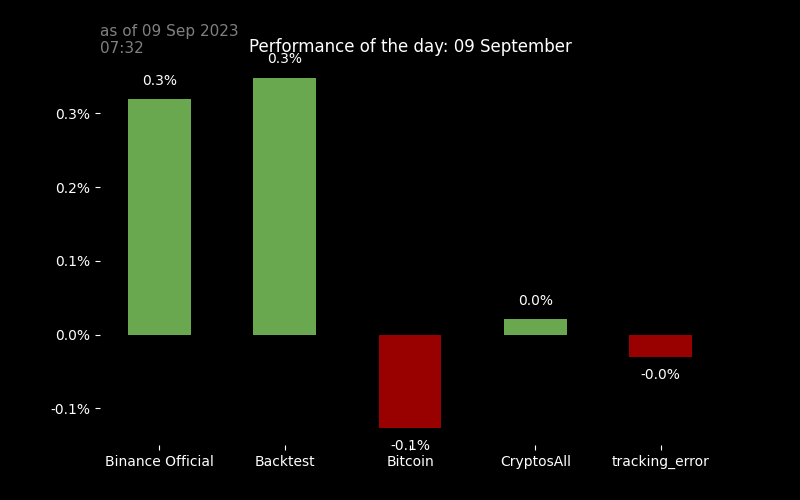 as of 09 Sep 2023
07:32
Performance of the day: 09 September
0.3%
0.3%
0.3%
0.2%
0.1%
0.0%
0.0%
-0.0%
-0.1%
-0.1%
Binance Official
Backtest
Bitcoin
CryptosAll
tracking_error